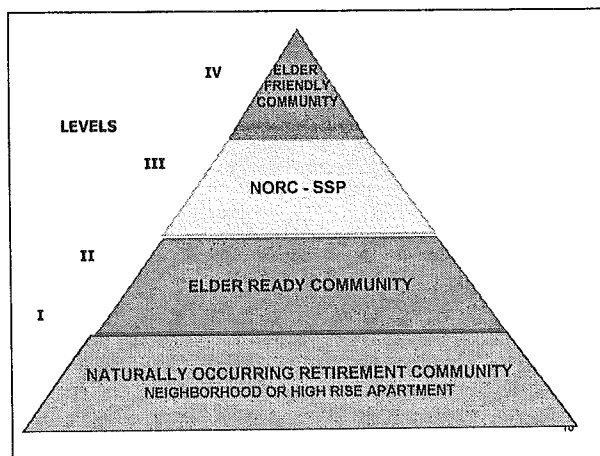 IV
ELDER
FRIENDLY
COMMUNITY
LEVELS
III
NORC - SSP
II
ELDER READY COMMUNITY
I
NATURALLY OCCURRING RETIREMENT COMMUNITY
NEIGHBORHOOD OR HIGH RISE APARTMENT